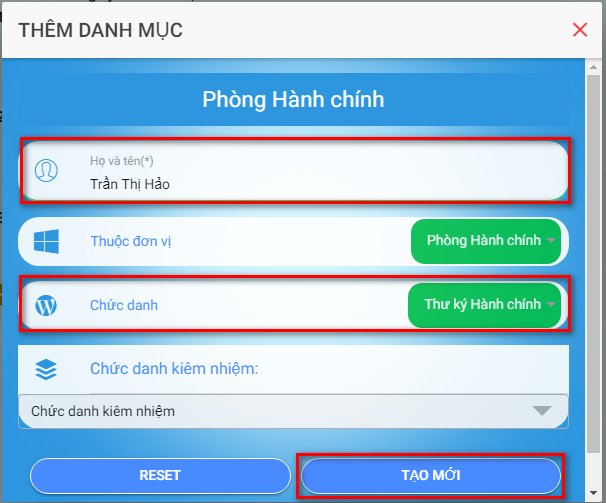 THÊM DANH MỤC
Phòng Hành chính
Họ và tên(*)
Trần Thị Hảo
Thuộc đơn vị
Phòng Hành chính
Chức danh
Thư ký Hành chính
Chức danh kiêm nhiệm:
Chức danh kiêm nhiệm
RESET
TẠO MỚI